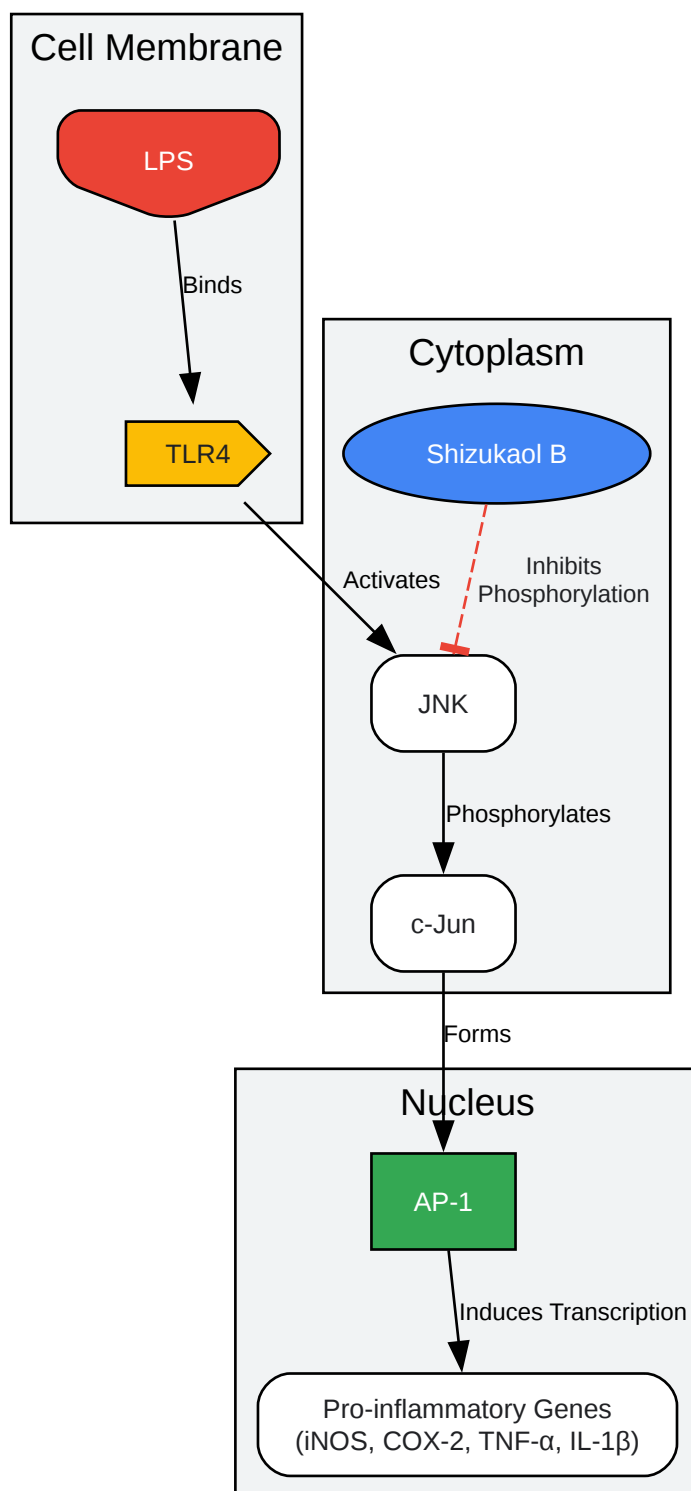 Cell Membrane
LPS
Binds
TLR4
Cytoplasm
Shizukaol B
Activates
Inhibits
Phosphorylation
JNK
Phosphorylates
c-Jun
Forms
Nucleus
AP-1
Induces Transcription
Pro-inflammatory Genes
(iNOS, COX-2, TNF-α, IL-1β)